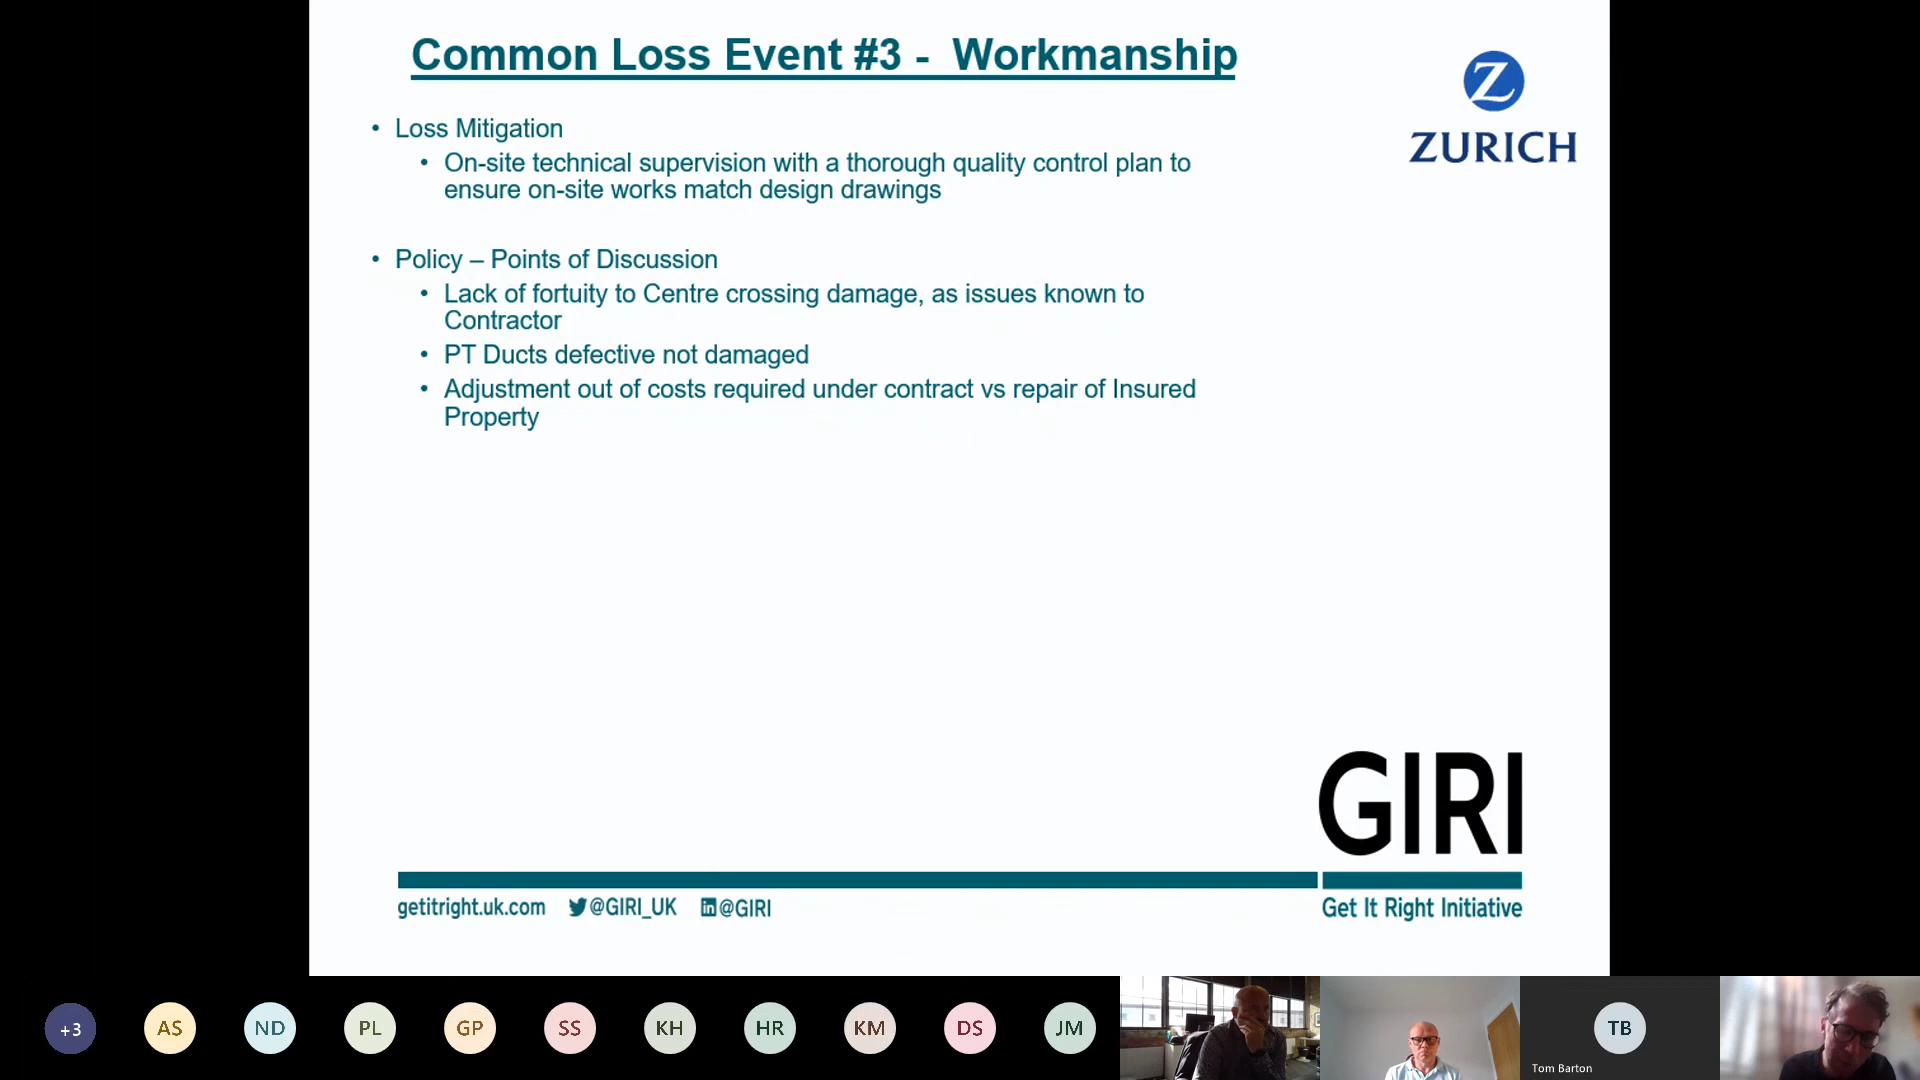 Common Loss Event #3 - Workmanship
Z
ZURICH
• Loss Mitigation
• On-site technical supervision with a thorough quality control plan to
ensure on-site works match design drawings
• Policy – Points of Discussion
• Lack of fortuity to Centre crossing damage, as issues known to
Contractor
• PT Ducts defective not damaged
• Adjustment out of costs required under contract vs repair of Insured
Property
GIRI
getitright.uk.com @GIRI_UK @GIRI
Get It Right Initiative
+3 AS ND PL GP SS KH HR KM DS JM TB
Tom Barton